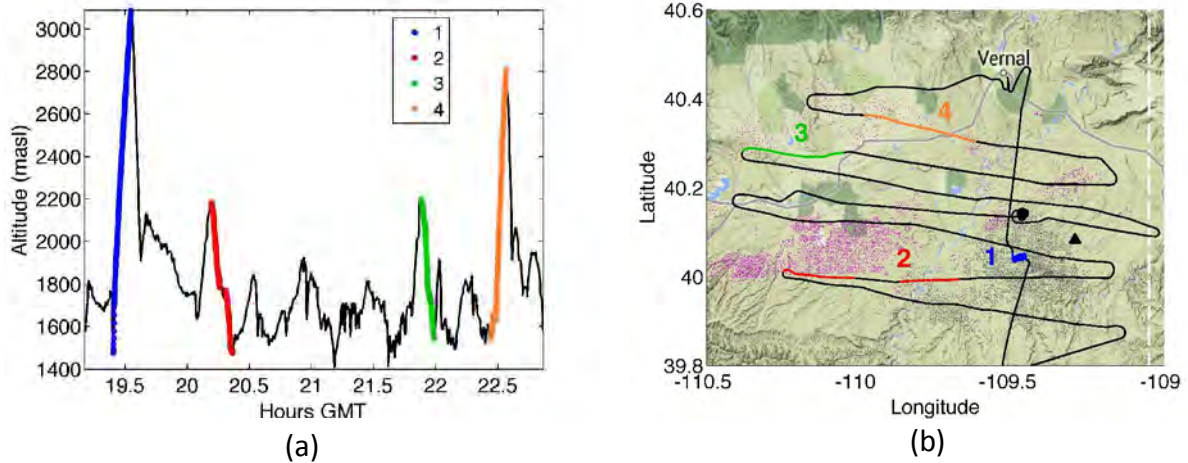 3000
2800
2600
2400
2200
2000
1800
1600
1400
Altitude (masl)
19.5 20 20.5 21 21.5 22 22.5
Hours GMT
1
2
3
4
(a)
40.6
40.4
40.2
40
39.8
Latitude
Vernal
4
3
2
1
-110.5 -110 -109.5 -109
Longitude
(b)